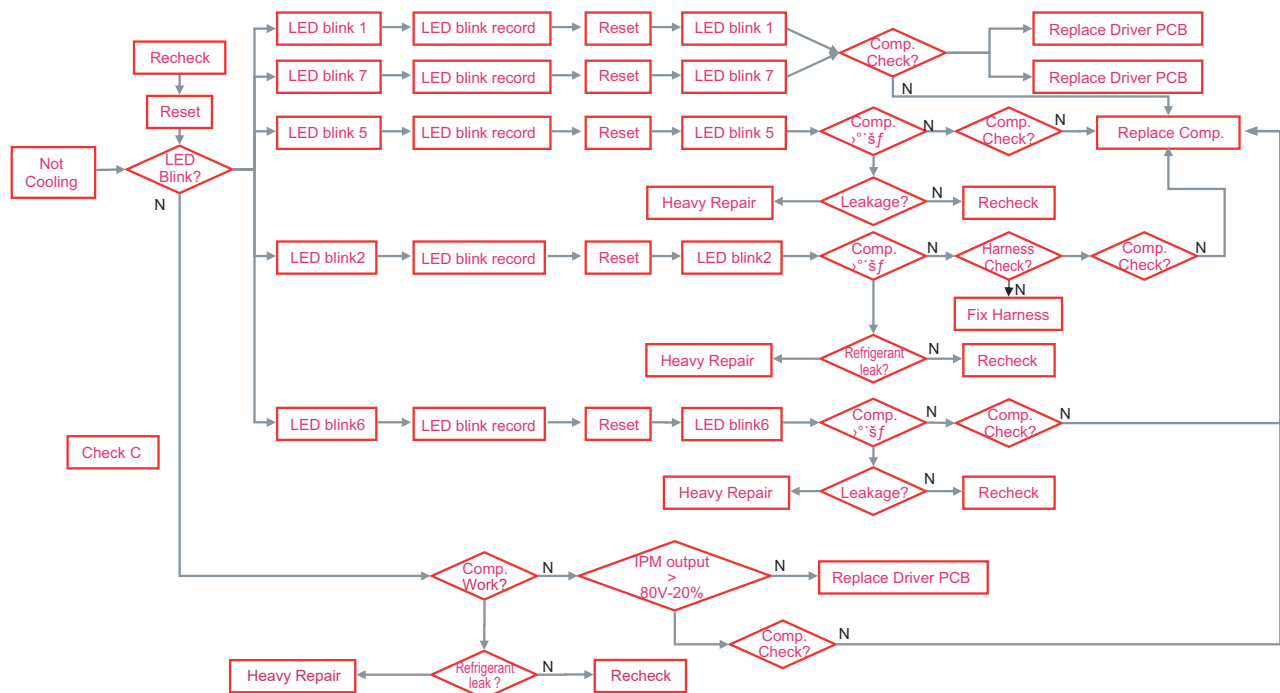 LED blink 1
LED blink record
Reset
LED blink 1
Replace Driver PCB
Recheck
Comp.
Check?
LED blink 7
LED blink record
Reset
LED blink 7
Replace Driver PCB
N
Reset
LED blink 5
LED blink record
Reset
LED blink 5
Comp.
›°¨šƒ
N
Comp.
Check?
N
Replace Comp.
Not
Cooling
LED
Blink?
N
Heavy Repair
Leakage?
N
Recheck
LED blink2
LED blink record
Reset
LED blink2
Comp.
›°¨šƒ
N
Harness
Check?
N
Comp.
Check?
N
Fix Harness
Heavy Repair
Refrigerant
leak?
N
Recheck
LED blink6
LED blink record
Reset
LED blink6
Comp.
›°¨šƒ
N
Comp.
Check?
N
Check C
Heavy Repair
Leakage?
N
Recheck
Comp.
Work?
N
IPM output
>
80V-20%
N
Replace Driver PCB
Comp.
Check?
N
Heavy Repair
Refrigerant
leak ?
N
Recheck